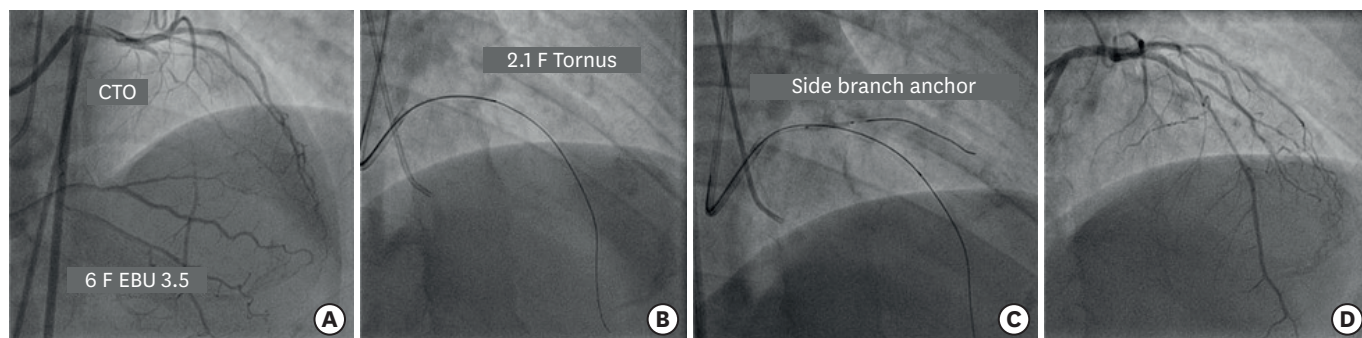 CTO
6 F EBU 3.5
A
2.1 F Tornus
B
Side branch anchor
C
D